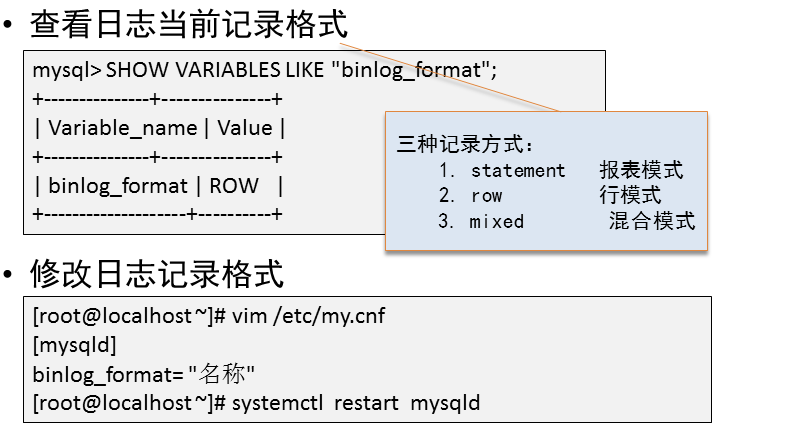 • 查看日志当前记录格式
mysql> SHOW VARIABLES LIKE "binlog_format";
+---------------+---------------+
| Variable_name | Value |
+---------------+---------------+
| binlog_format | ROW |
+--------------------+----------+
三种记录方式:
1. statement 报表模式
2. row 行模式
3. mixed 混合模式
• 修改日志记录格式
[root@localhost ~]# vim /etc/my.cnf
[mysqld]
binlog_format= "名称"
[root@localhost ~]# systemctl restart mysqld